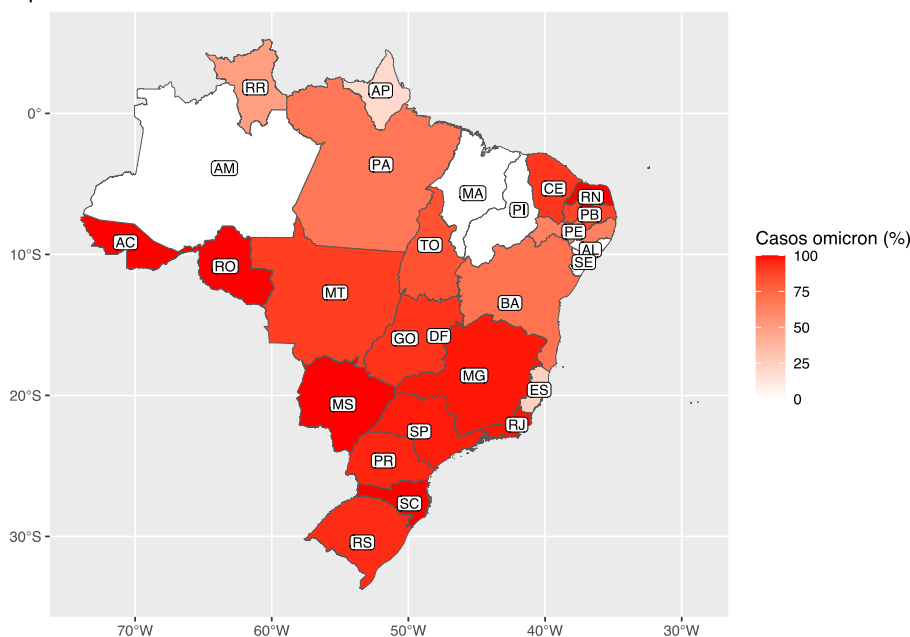 RR
AP
0°
AM
PA
MA
CE
RN
PI
PB
PE
AC
TO
AL
10°S
SE
RO
MT
BA
GO
DF
MG
20°S
MS
ES
RJ
SP
PR
SC
30°S
RS
70°W
60°W
50°W
40°W
30°W
Casos omicron (%)
100
75
50
25
0